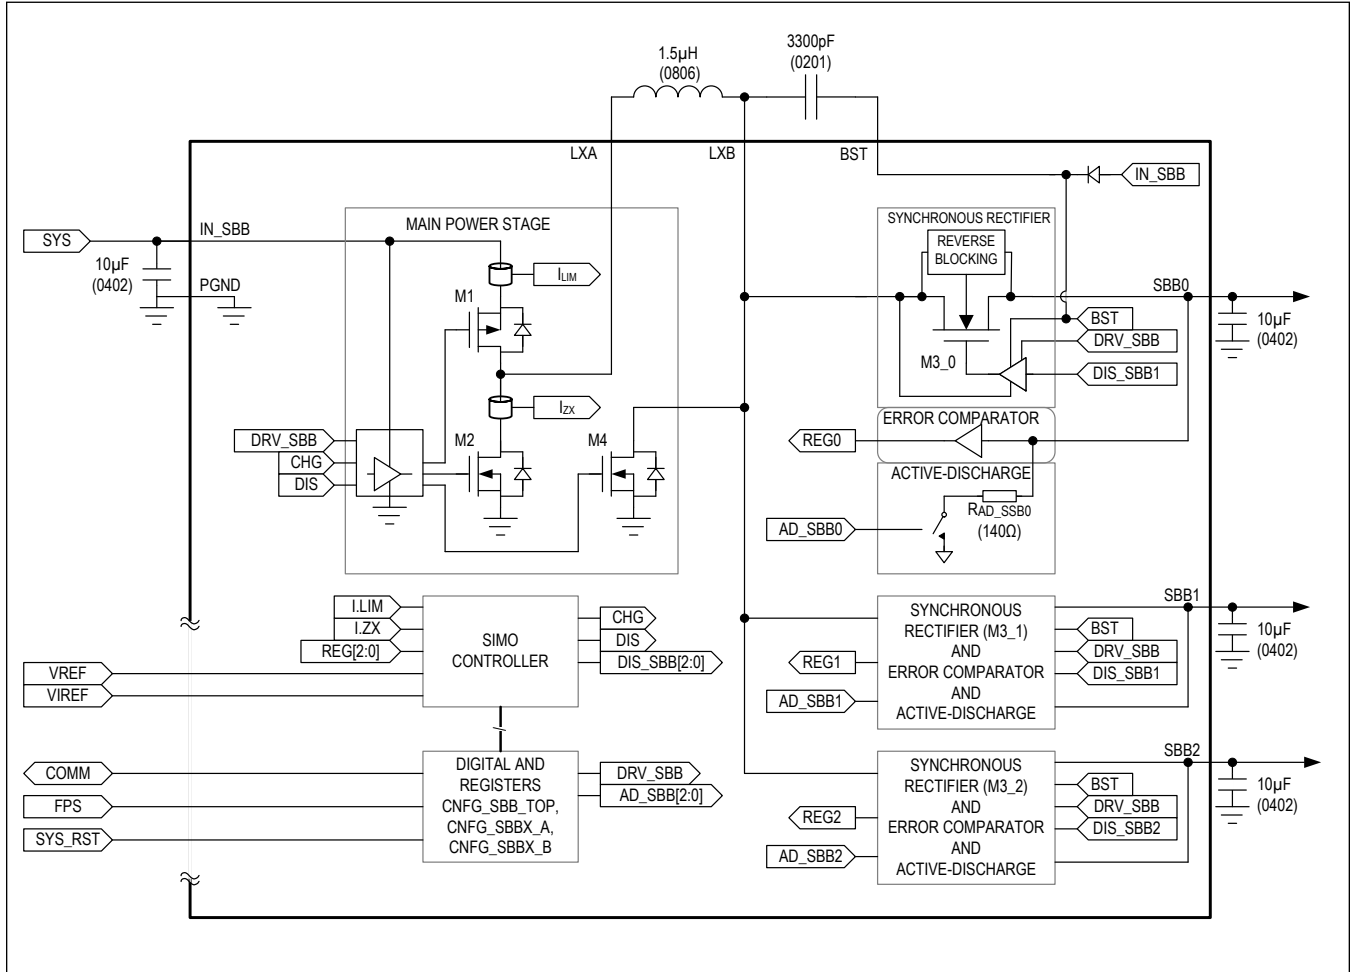 1.5µH
(0806)
3300pF
(0201)
LXA
LXB
BST
IN_SBB
SYS
IN_SBB
10µF
(0402)
PGND
MAIN POWER STAGE
ILIM
M1
IZX
DRV_SBB
CHG
DIS
M2
M4
SYNCHRONOUS RECTIFIER
REVERSE
BLOCKING
SBB0
BST
DRV_SBB
DIS_SBB1
M3_0
10µF
(0402)
ERROR COMPARATOR
REG0
ACTIVE-DISCHARGE
RAD_SSB0
(140Ω)
AD_SBB0
I.LIM
I.ZX
REG[2:0]
SIMO
CONTROLLER
CHG
DIS
DIS_SBB[2:0]
VREF
VIREF
SYNCHRONOUS
RECTIFIER (M3_1)
AND
ERROR COMPARATOR
AND
ACTIVE-DISCHARGE
REG1
AD_SBB1
SBB1
BST
DRV_SBB
DIS_SBB1
10µF
(0402)
COMM
FPS
SYS_RST
DIGITAL AND
REGISTERS
CNFG_SBB_TOP,
CNFG_SBBX_A,
CNFG_SBBX_B
DRV_SBB
AD_SBB[2:0]
SYNCHRONOUS
RECTIFIER (M3_2)
AND
ERROR COMPARATOR
AND
ACTIVE-DISCHARGE
REG2
AD_SBB2
SBB2
BST
DRV_SBB
DIS_SBB2
10µF
(0402)